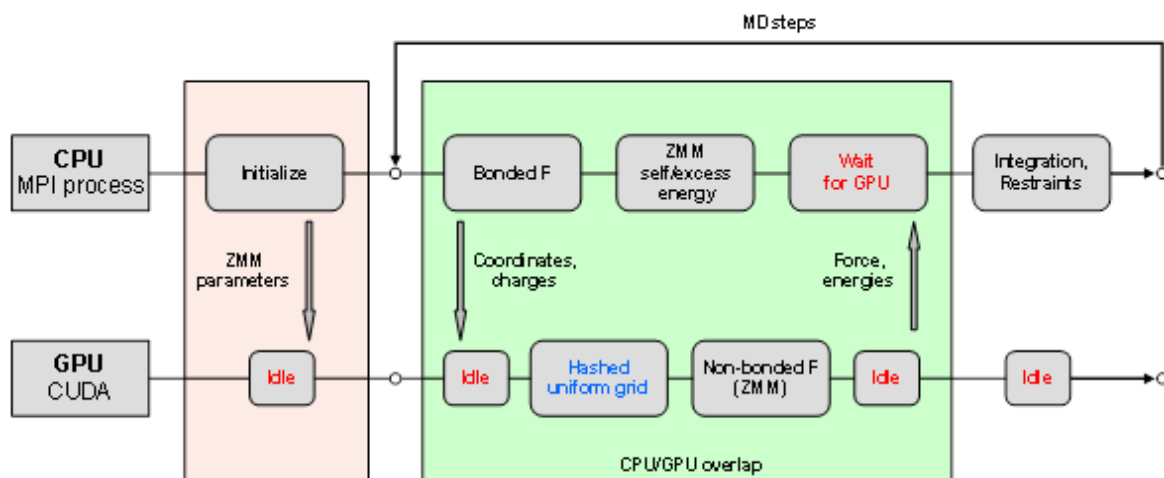 MD steps
CPU
MPI process
Initialize
Bonded F
ZMM
self/excess
energy
Wait
for GPU
Integration,
Restraints
ZMM
parameters
Coordinates,
charges
Force,
energies
GPU
CUDA
Idle
Idle
Hashed
uniform grid
Non-bonded F
(ZMM)
Idle
Idle
CPU/GPU overlap